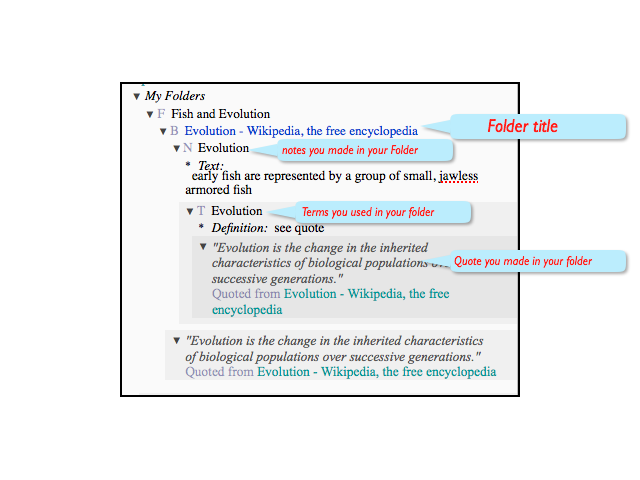 My Folders
F Fish and Evolution
B Evolution - Wikipedia, the free encyclopedia
Folder title
N Evolution
notes you made in your Folder
* Text:
early fish are represented by a group of small, jawless
armored fish
T Evolution
Terms you used in your folder
* Definition: see quote
"Evolution is the change in the inherited
characteristics of biological populations
Quote you made in your folder
successive generations."
Quoted from Evolution - Wikipedia, the free
encyclopedia
"Evolution is the change in the inherited characteristics
of biological populations over successive generations."
Quoted from Evolution - Wikipedia, the free encyclopedia